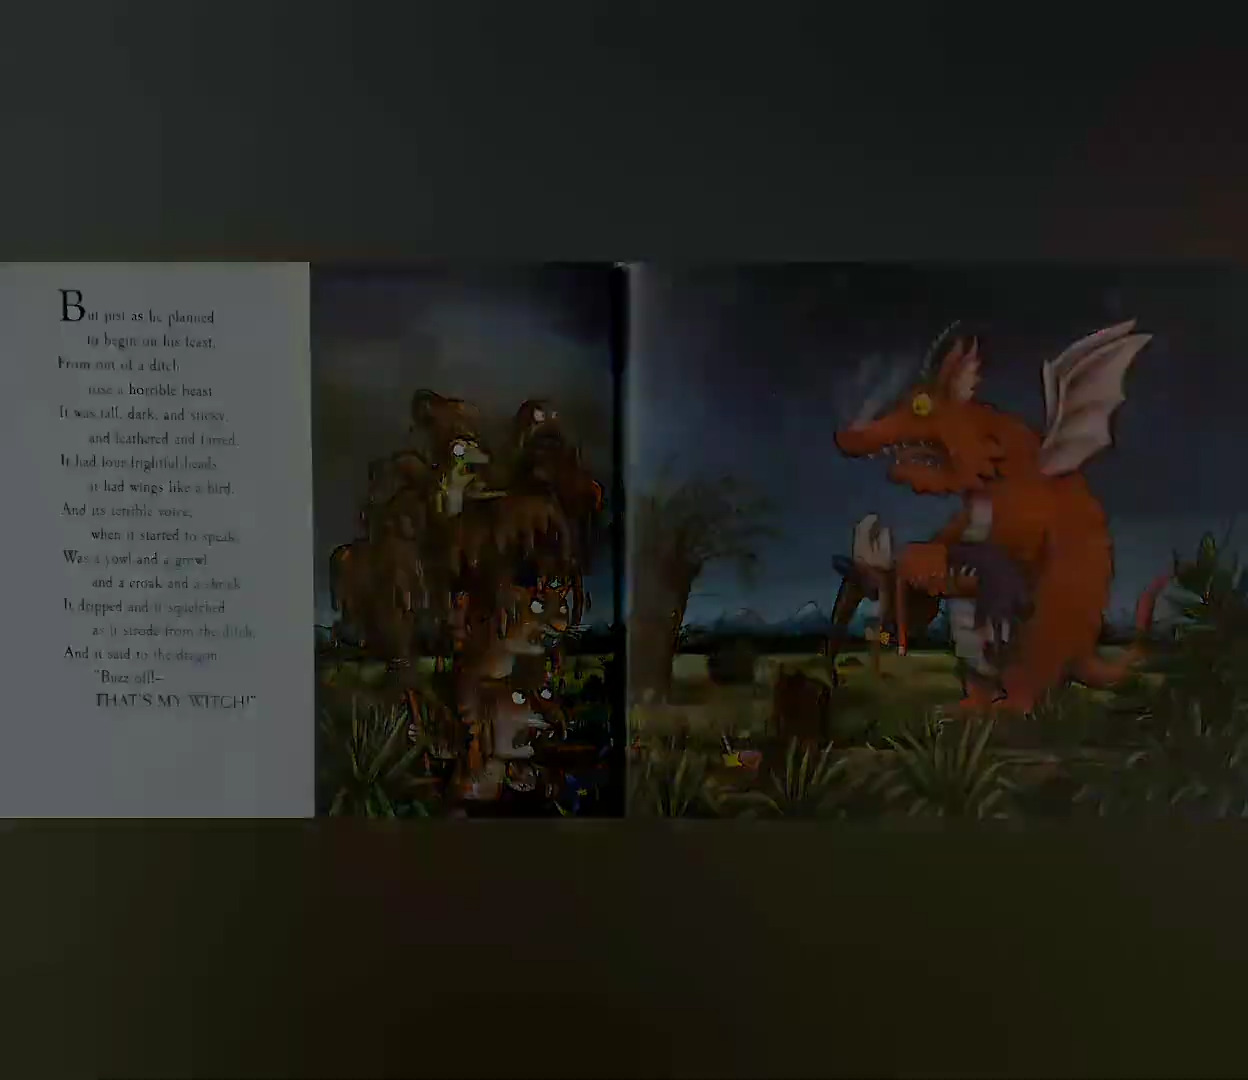 But just as he planned
to begin on his feast,
From out of a ditch
rose a horrible beast
It was tall, dark, and sticky,
and feathered and furred.
It had four frightful heads,
it had wings like a bird.
And its terrible voice,
when it started to speak,
Was a yowl and a growl
and a croak and a shriek
It dripped and it squelched
as it strode from the ditch,
And it said to the dragon
"Buzz off!–
THAT'S MY WITCH!"